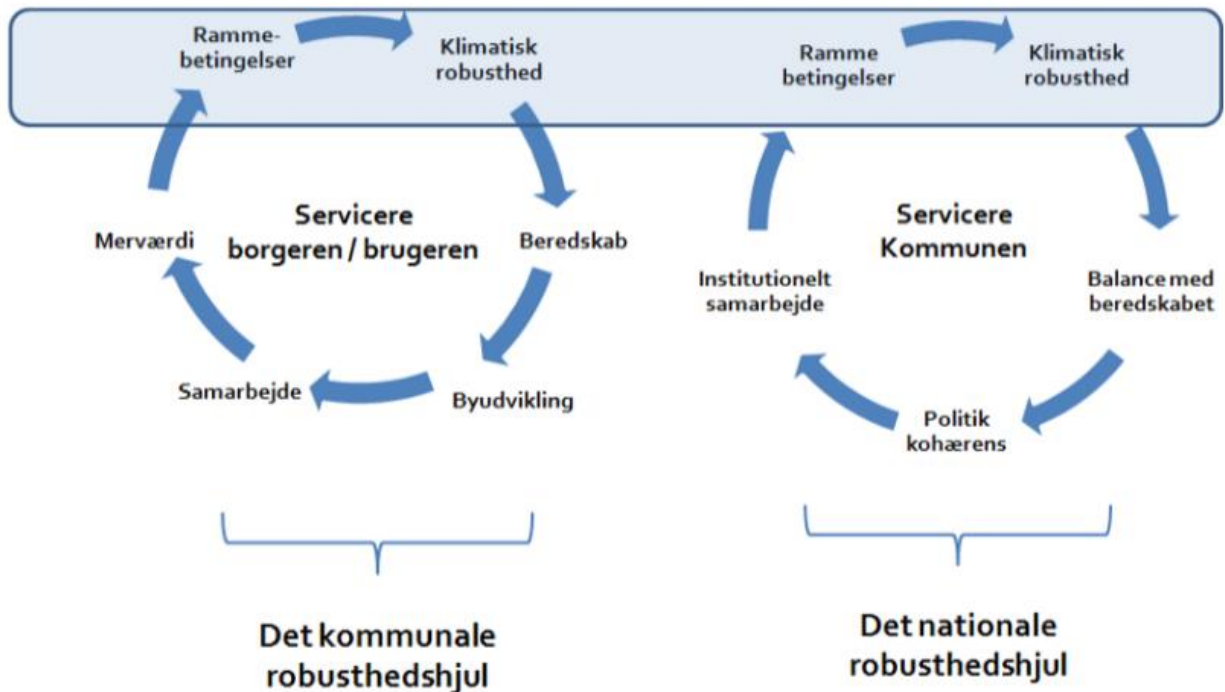 Ramme-
betingelser
Klimatisk
robusthed
Beredskab
Byudvikling
Samarbejde
Merværdi
Servicere
borgeren / brugeren
Det kommunale
robusthedshjul
Ramme
betingelser
Klimatisk
robusthed
Balance med
beredskabet
Politik
kohærens
Institutionelt
samarbejde
Servicere
Kommunen
Det nationale
robusthedshjul